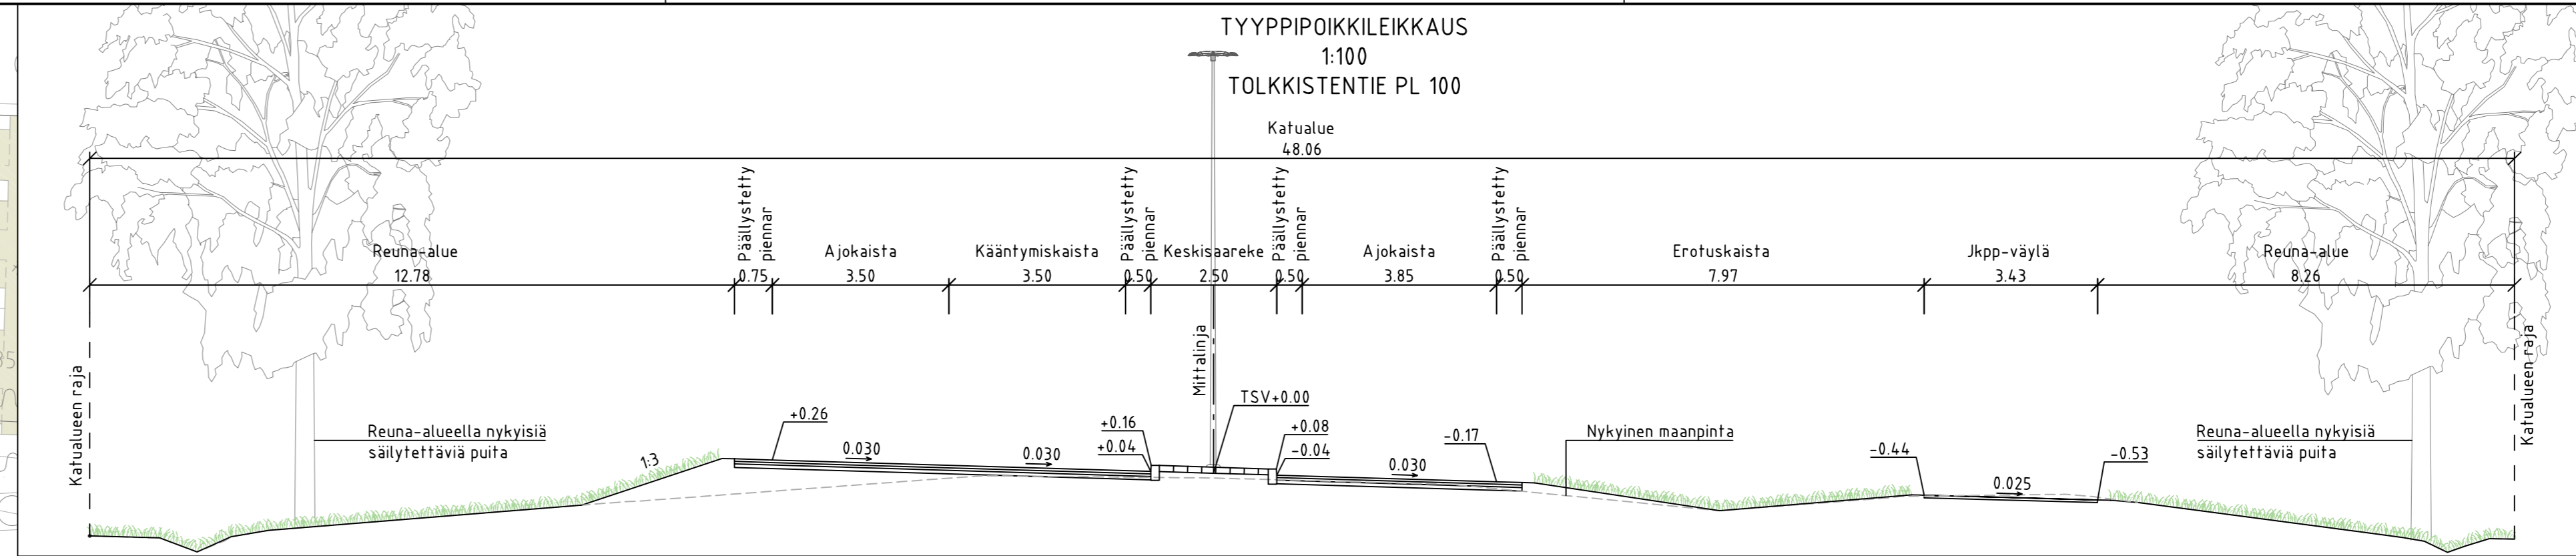 TYYPPIPOIKKILEIKKAUS
1:100
TOLKKISTENTIE PL 100
Katualue
48.06
Reuna-alue
12.78
Päällystetty
piennar
0.75
Ajokaista
3.50
Kääntymiskaista
3.50
Päällystetty
piennar
0.50
Keskisaareke
2.50
Päällystetty
piennar
0.50
Ajokaista
3.85
Päällystetty
piennar
0.50
Erotuskaista
7.97
Jkpp-väylä
3.43
Reuna-alue
8.26
Katualueen raja
Mittalinja
Katualueen raja
Reuna-alueella nykyisiä
säilytettäviä puita
1:3
+0.26
0.030
0.030
+0.16
+0.04
TSV+0.00
+0.08
-0.04
0.030
-0.17
Nykyinen maanpinta
-0.44
0.025
-0.53
Reuna-alueella nykyisiä
säilytettäviä puita